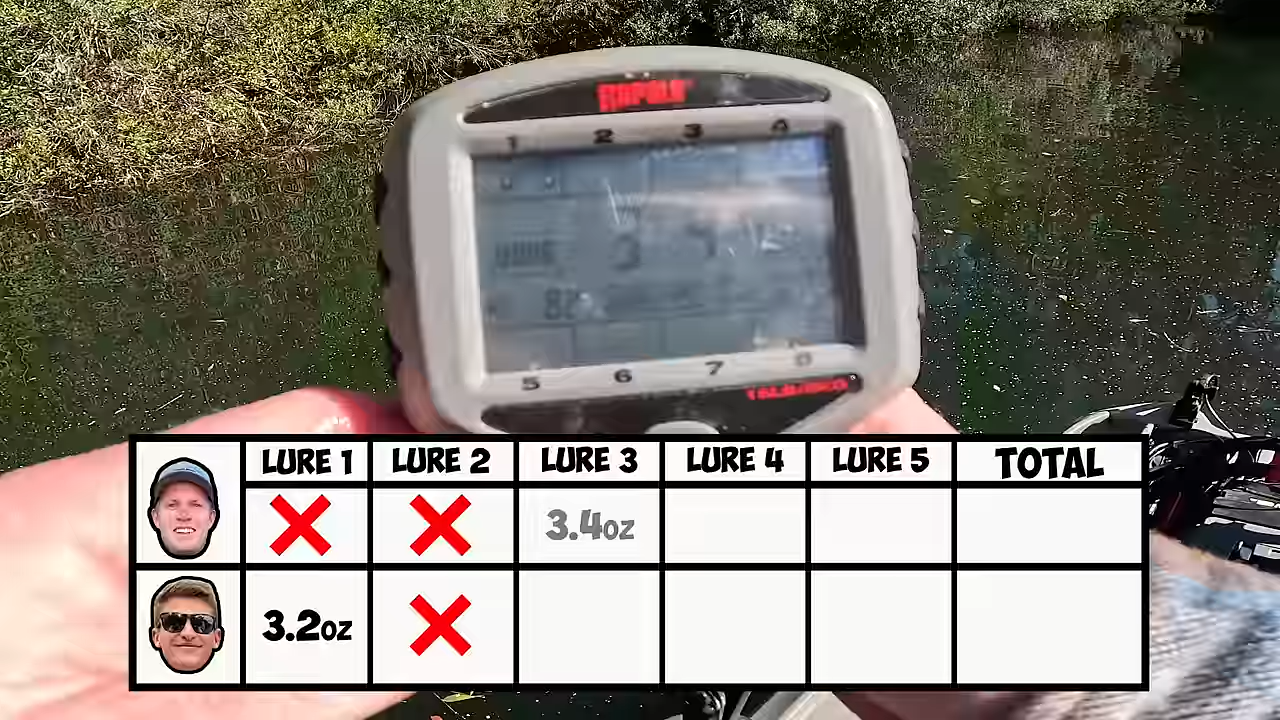 RAPALA
1 2 3 4
82%
5 6 7 8
LURE 1 LURE 2 LURE 3 LURE 4 LURE 5 TOTAL
3.4oz
3.2oz